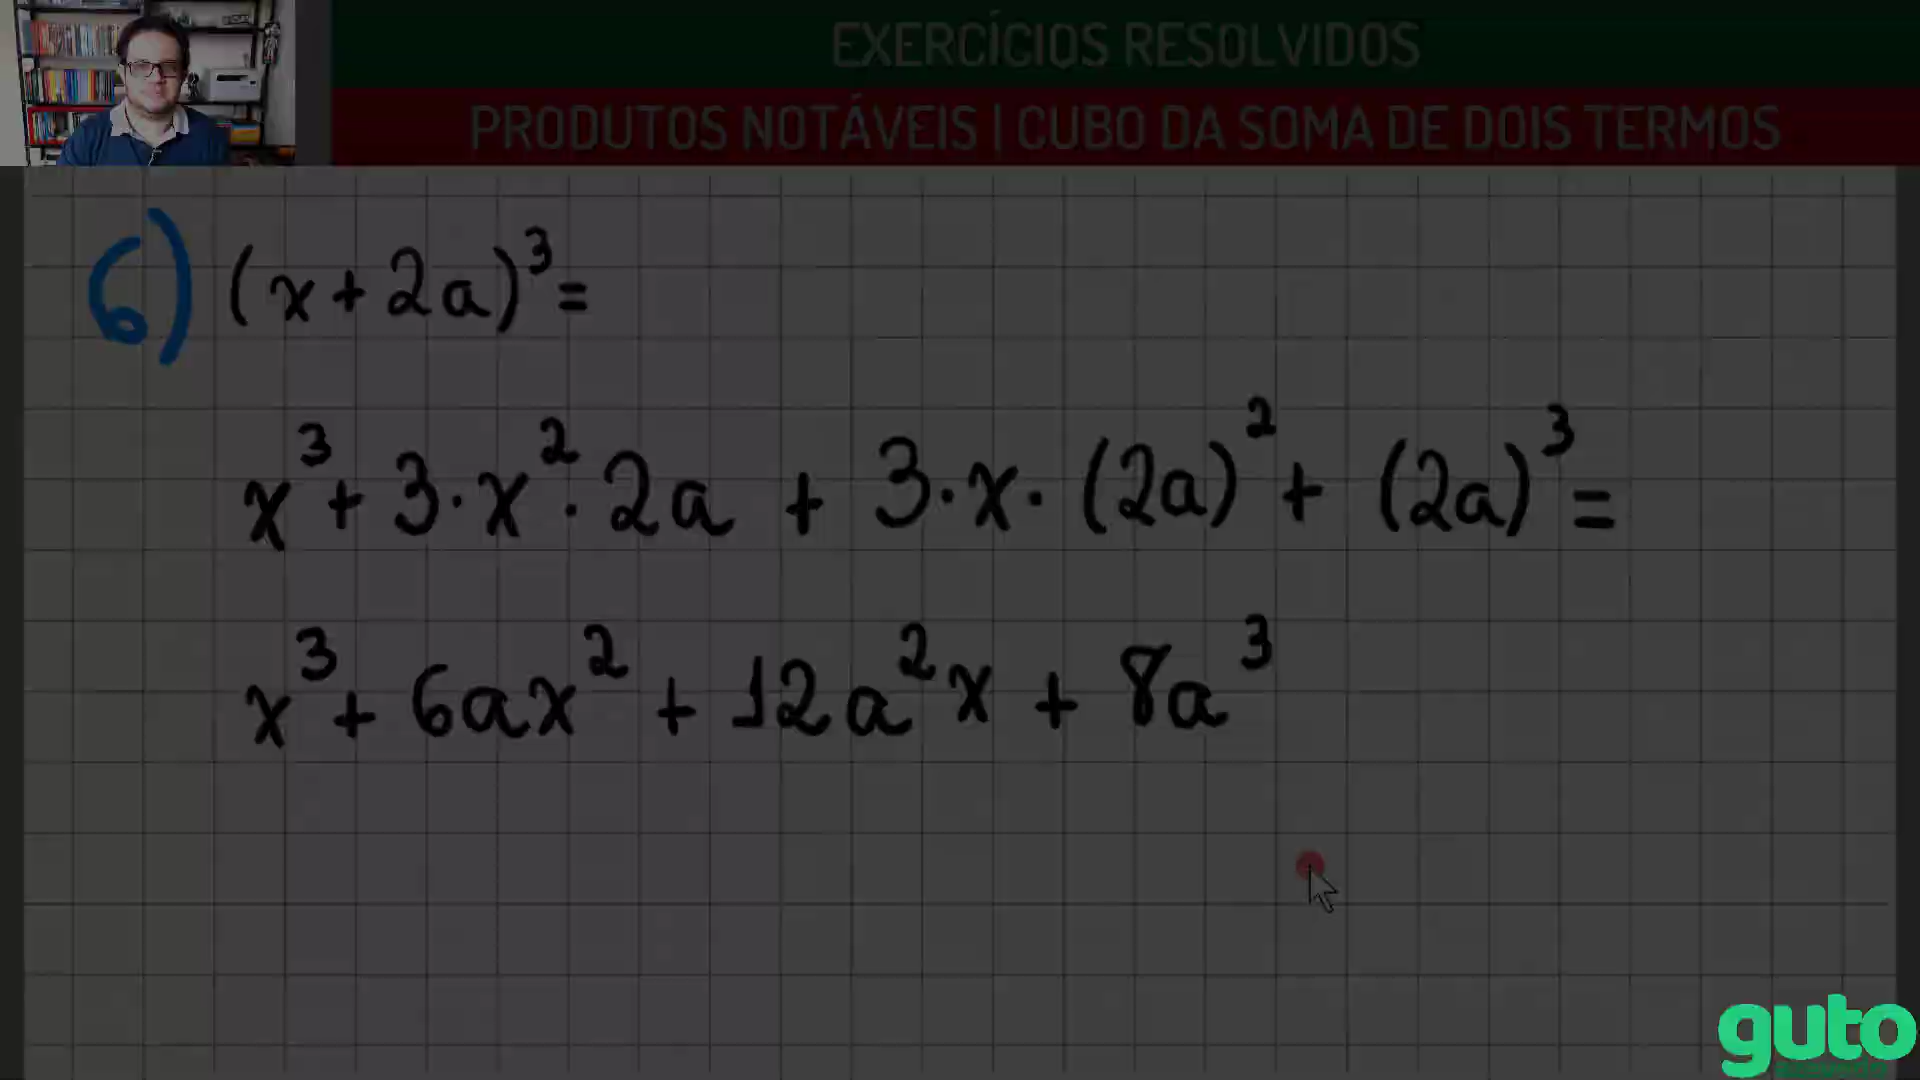 EXERCÍCIOS RESOLVIDOS
PRODUTOS NOTÁVEIS | CUBO DA SOMA DE DOIS TERMOS
6) (x+2a)³=
x³+3·x²·2a + 3·x·(2a)²+ (2a)³=
x³+6ax²+12a²x + 8a³
guto